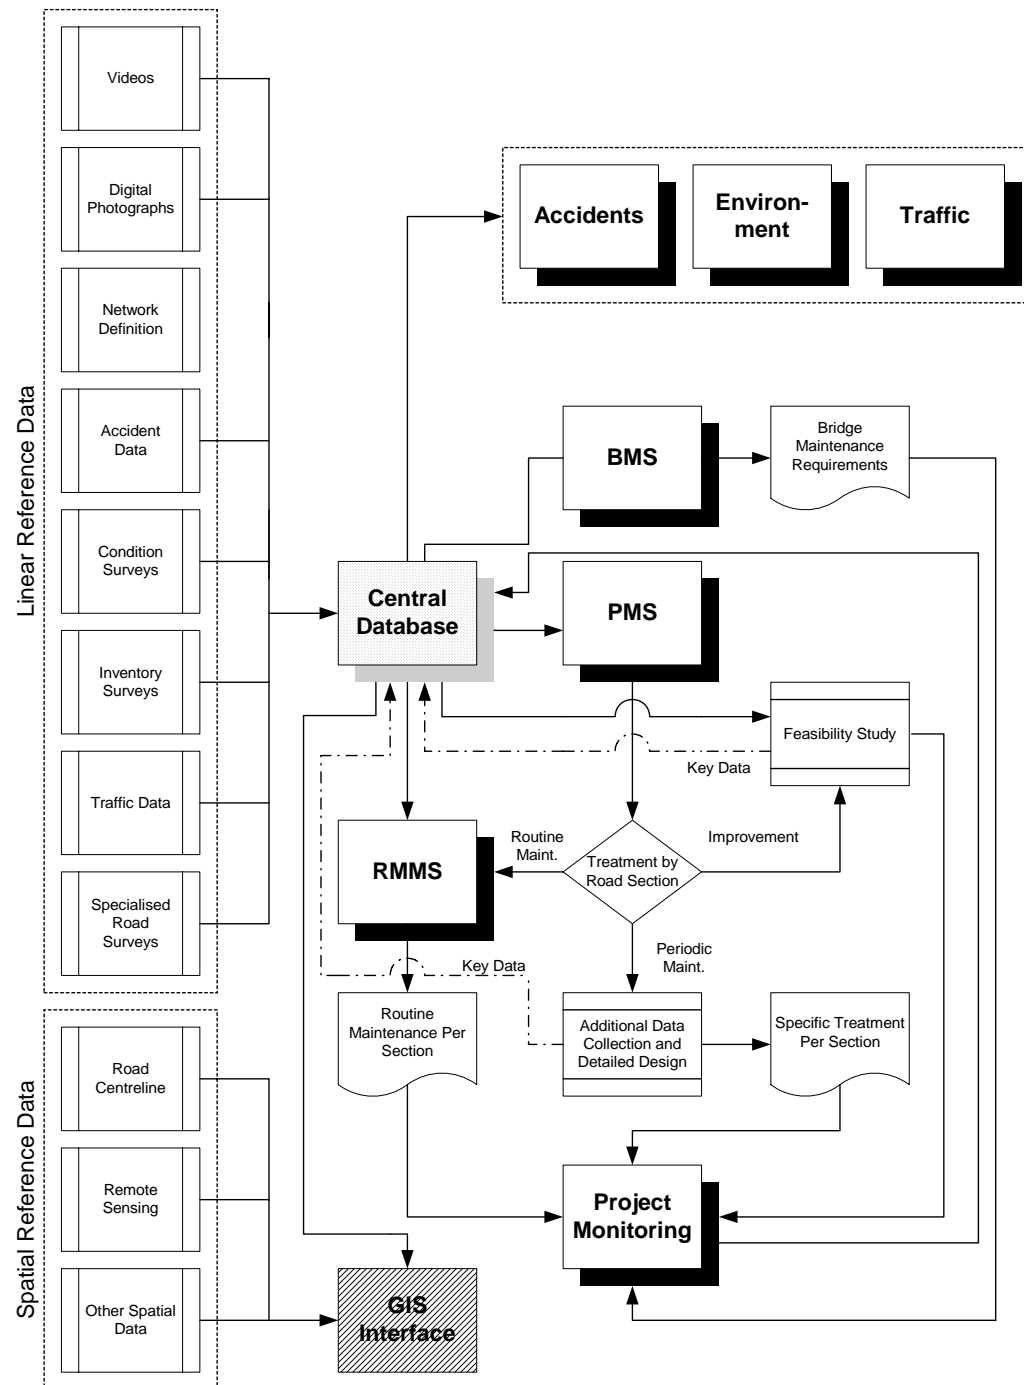 Linear Reference Data
Videos
Digital
Photographs
Network
Definition
Accident
Data
Condition
Surveys
Inventory
Surveys
Traffic Data
Specialised
Road
Surveys
Spatial Reference Data
Road
Centreline
Remote
Sensing
Other Spatial
Data
Accidents
Environ-
ment
Traffic
BMS
Bridge
Maintenance
Requirements
Central
Database
PMS
Feasibility Study
Key Data
RMMS
Routine
Maint.
Treatment by
Road Section
Improvement
Periodic
Maint.
Key Data
Routine
Maintenance Per
Section
Additional Data
Collection and
Detailed Design
Specific Treatment
Per Section
Project
Monitoring
GIS
Interface